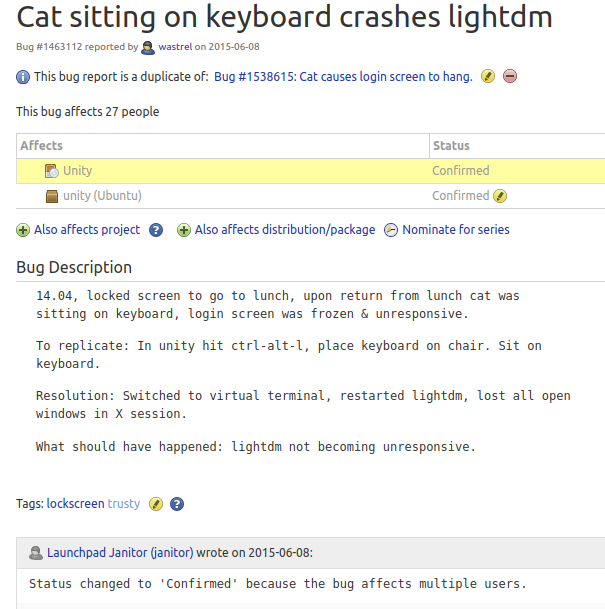 Cat sitting on keyboard crashes lightdm
Bug #1463112 reported by wastrel on 2015-06-08
This bug report is a duplicate of: Bug #1538615: Cat causes login screen to hang.
This bug affects 27 people
Affects Status
Unity Confirmed
unity (Ubuntu) Confirmed
Also affects project Also affects distribution/package Nominate for series
Bug Description
14.04, locked screen to go to lunch, upon return from lunch cat was
sitting on keyboard, login screen was frozen & unresponsive.
To replicate: In unity hit ctrl-alt-l, place keyboard on chair. Sit on
keyboard.
Resolution: Switched to virtual terminal, restarted lightdm, lost all open
windows in X session.
What should have happened: lightdm not becoming unresponsive.
Tags: lockscreen trusty
Launchpad Janitor (janitor) wrote on 2015-06-08:
Status changed to 'Confirmed' because the bug affects multiple users.